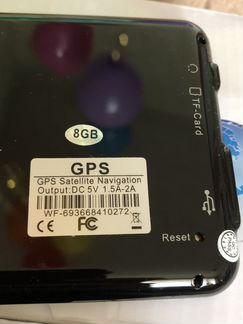 TF-Card
8GB
GPS
GPS Satellite Navigation
Output:DC 5V 1.5A-2A
WF-693668410272
CE FC
Reset